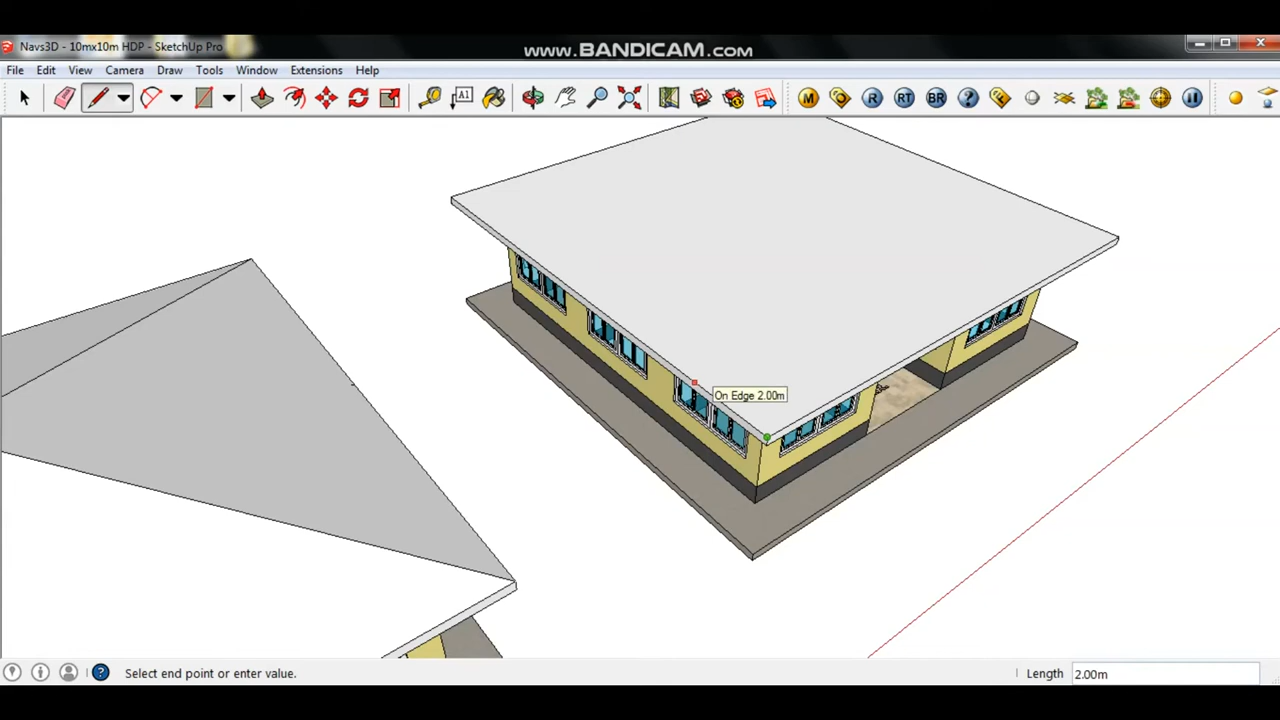 Navs3D - 10mx10m HDP - SketchUp Pro
www.BANDICAM.com
File Edit View Camera Draw Tools Window Extensions Help
A1 M O R RT BR ?
On Edge 2.00m
Select end point or enter value.
Length 2.00m